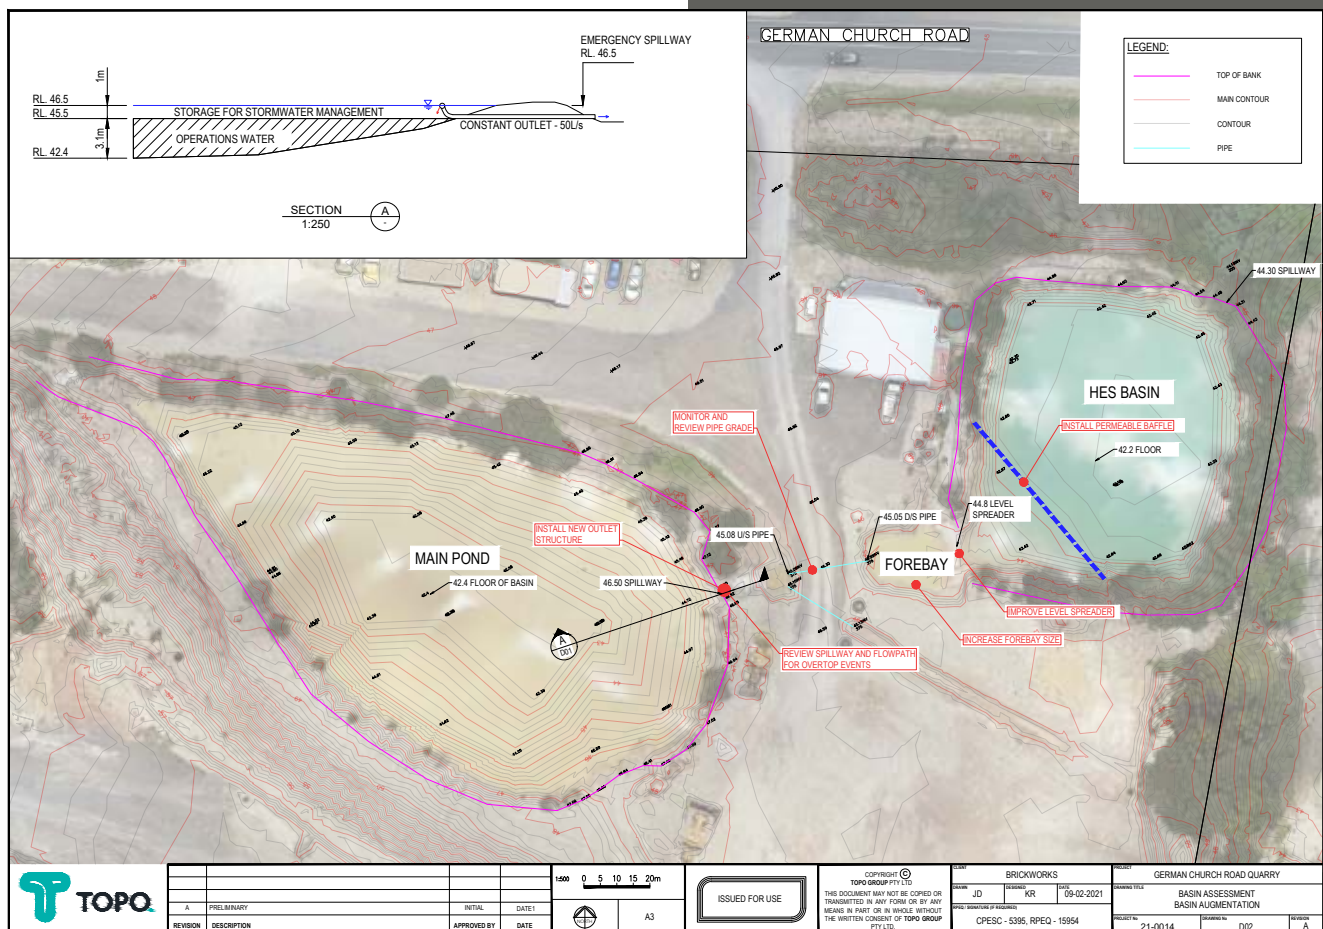 EMERGENCY SPILLWAY
RL. 46.5
1m
RL. 46.5
RL. 45.5
STORAGE FOR STORMWATER MANAGEMENT
CONSTANT OUTLET - 50L/s
3.1m
OPERATIONS WATER
RL. 42.4
SECTION
1:250
A
-
GERMAN CHURCH ROAD
LEGEND:
TOP OF BANK
MAIN CONTOUR
CONTOUR
PIPE
44.30 SPILLWAY
HES BASIN
INSTALL PERMEABLE BAFFLE
42.2 FLOOR
MONITOR AND
REVIEW PIPE GRADE
44.8 LEVEL
SPREADER
45.05 D/S PIPE
INSTALL NEW OUTLET
STRUCTURE
45.08 U/S PIPE
MAIN POND
FOREBAY
42.4 FLOOR OF BASIN
46.50 SPILLWAY
IMPROVE LEVEL SPREADER
INCREASE FOREBAY SIZE
A
D01
REVIEW SPILLWAY AND FLOWPATH
FOR OVERTOP EVENTS
TOPO
A PRELIMINARY INITIAL DATE1
REVISION DESCRIPTION APPROVED BY DATE
1:500 0 5 10 15 20m
NORTH
A3
ISSUED FOR USE
COPYRIGHT ©
TOPO GROUP PTY LTD
THIS DOCUMENT MAY NOT BE COPIED OR
TRANSMITTED IN ANY FORM OR BY ANY
MEANS IN PART OR IN WHOLE WITHOUT
THE WRITTEN CONSENT OF TOPO GROUP
PTY LTD.
CLIENT
BRICKWORKS
DRAWN
JD
DESIGNED
KR
DATE
09-02-2021
RPEQ / SIGNATURE (IF REQUIRED)
CPESC - 5395, RPEQ - 15954
PROJECT
GERMAN CHURCH ROAD QUARRY
DRAWING TITLE
BASIN ASSESSMENT
BASIN AUGMENTATION
PROJECT No
21-0014
DRAWING No
D02
REVISION
A